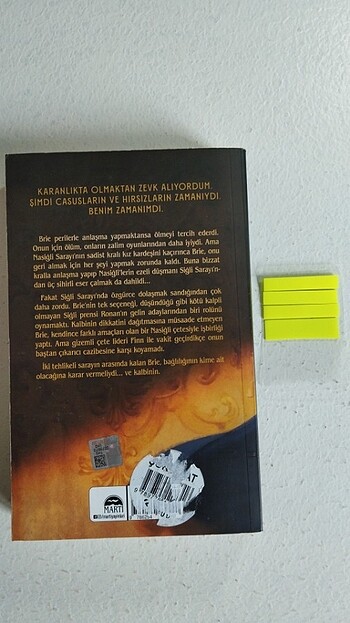 KARANLIKTA OLMAKTAN ZEVK ALIYORDUM.
ŞİMDİ CASUSLARIN VE HIRSIZLARIN ZAMANIYDI.
BENİM ZAMANIMDI.
Brie perilerle anlaşma yapmaktansa ölmeyi tercih ederdi.
Onun için ölüm, onların zalim oyunlarından daha iyiydi. Ama
Nasiğli Sarayı'nın sadist kralı kız kardeşini kaçırınca Brie, onu
geri almak için her şeyi yapmak zorunda kaldı. Buna bizzat
kralla anlaşma yapıp Nasiğli'lerin ezeli düşmanı Siğli Sarayı'n-
dan üç sihirli eser çalmak da dahildi...
Fakat Siğli Sarayı'nda özgürce dolaşmak sandığından çok
daha zordu. Brie'nin tek seçeneği, düşündüğü gibi kötü kalpli
olmayan Siğli prensi Ronan'ın gelin adaylarından biri rolünü
oynamaktı. Kalbinin dikkatini dağıtmasına müsaade etmeyen
Brie, kendince farklı amaçları olan bir Nasiğli çetesiyle işbirliği
yaptı. Ama gizemli çete lideri Finn ile vakit geçirdikçe onun
baştan çıkarıcı cazibesine karşı koyamadı.
İki tehlikeli sarayın arasında kalan Brie, bağlılığının kime ait
olacağına karar vermeliydi... ve kalbinin.
MARTI